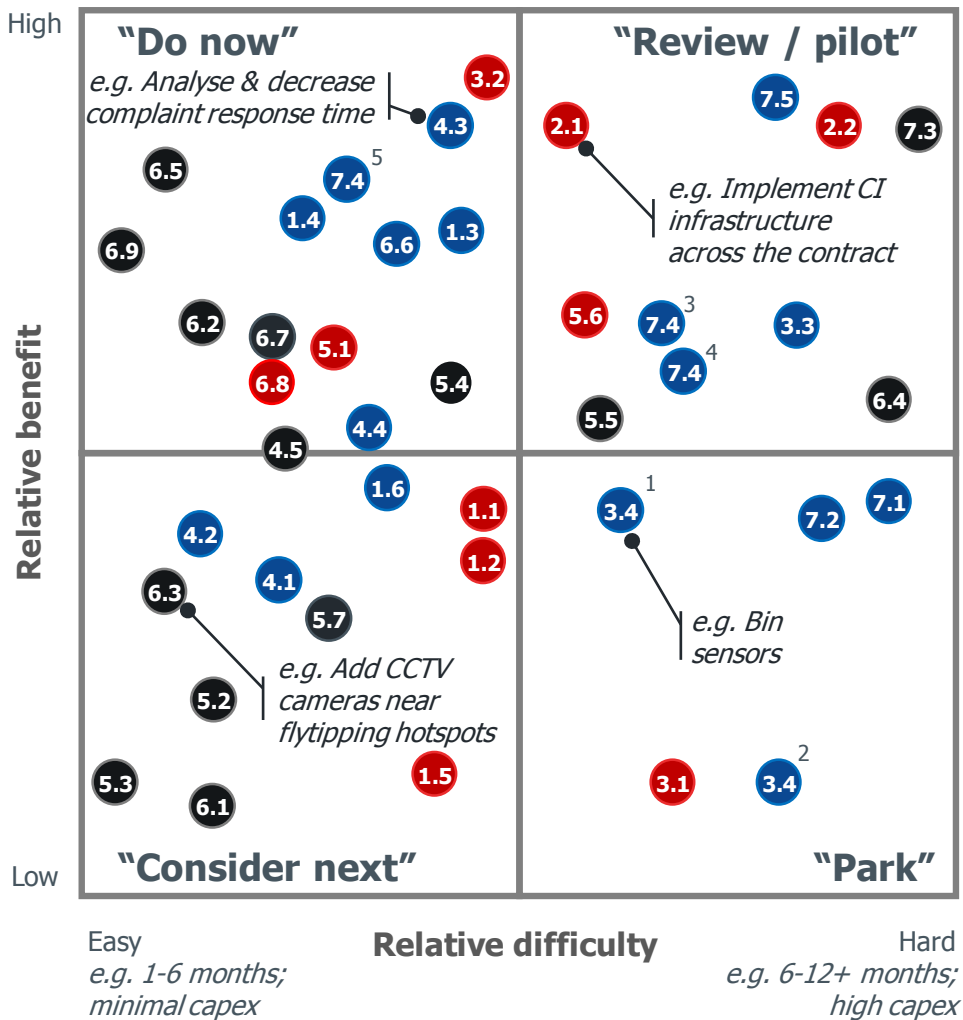 High
“Do now”
e.g. Analyse & decrease
complaint response time
3.2
4.3
6.5
7.4 5
1.4
1.3
6.6
6.9
6.2
6.7
5.1
6.8
5.4
4.4
4.5
“Review / pilot”
7.5
2.1
2.2
7.3
e.g. Implement CI
infrastructure
across the contract
5.6
7.4 3
3.3
7.4 4
6.4
5.5
Relative benefit
1.6
1.1
4.2
1.2
4.1
6.3
5.7
e.g. Add CCTV
cameras near
flytipping hotspots
5.2
1.5
5.3
6.1
“Consider next”
3.4 1
7.1
7.2
e.g. Bin
sensors
3.1
3.4 2
“Park”
Low
Easy
e.g. 1-6 months;
minimal capex
Relative difficulty
Hard
e.g. 6-12+ months;
high capex